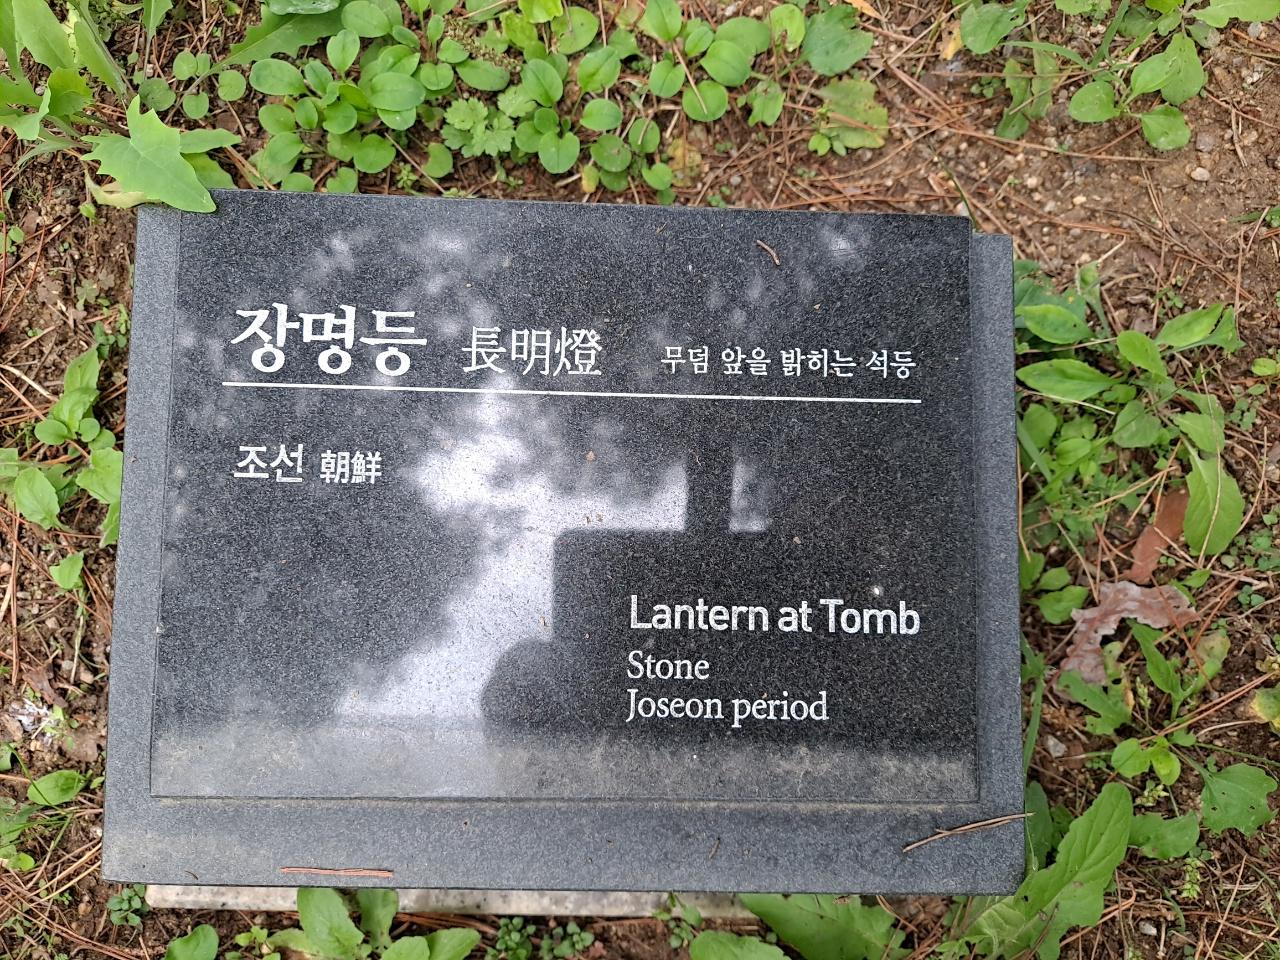 장명등 長明燈 무덤 앞을 밝히는 석등
조선 朝鮮
Lantern at Tomb
Stone
Joseon period